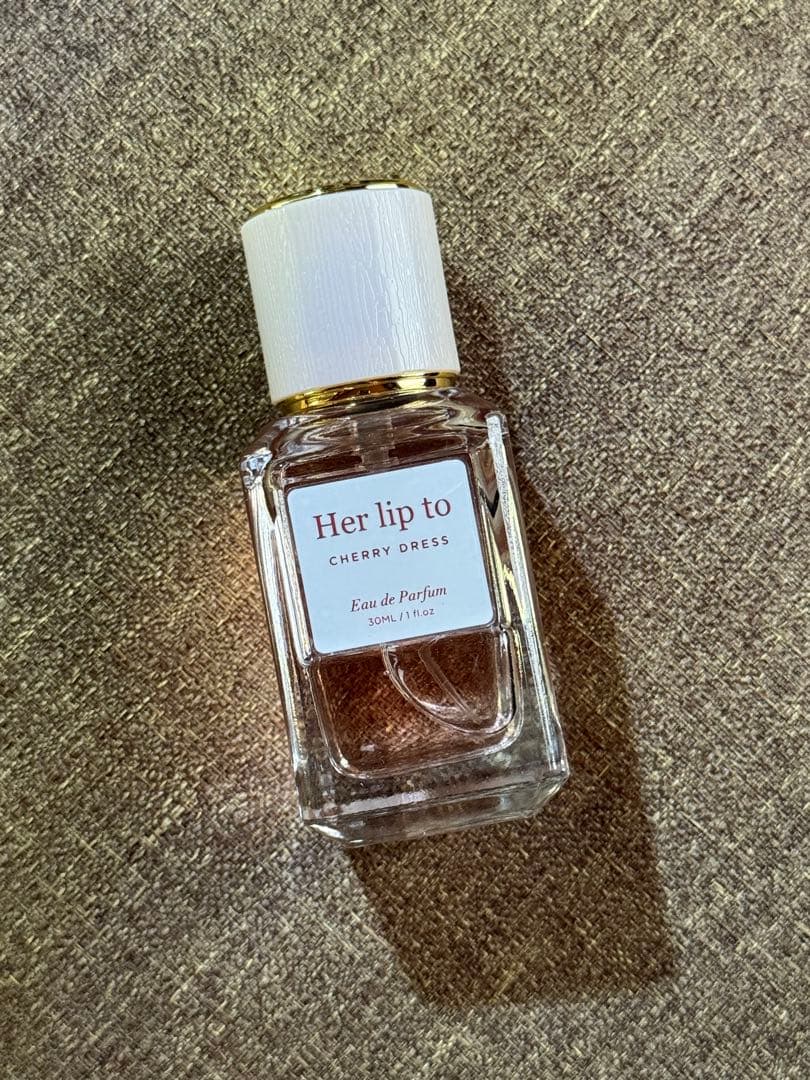 Her lip to
CHERRY DRESS
Eau de Parfum
30ML / 1 fl.oz